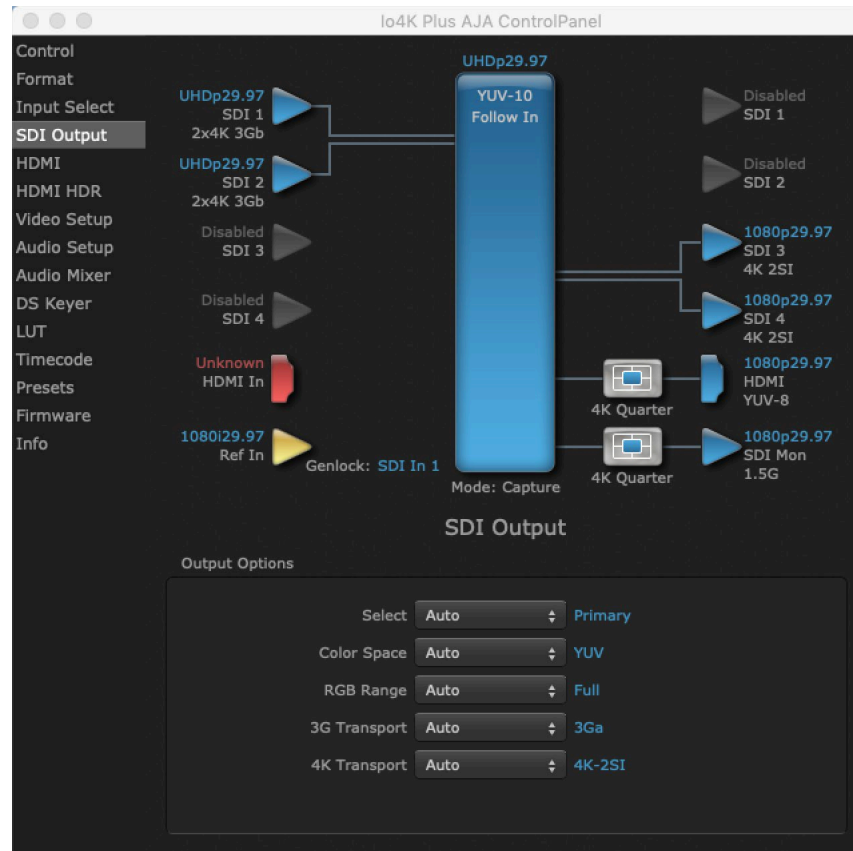 Io4K Plus AJA ControlPanel
Control
Format
Input Select
SDI Output
HDMI
HDMI HDR
Video Setup
Audio Setup
Audio Mixer
DS Keyer
LUT
Timecode
Presets
Firmware
Info
UHDp29.97
SDI 1
2x4K 3Gb
UHDp29.97
SDI 2
2x4K 3Gb
Disabled
SDI 3
Disabled
SDI 4
Unknown
HDMI In
1080i29.97
Ref In
Genlock: SDI In 1
UHDp29.97
YUV-10
Follow In
Mode: Capture
Disabled
SDI 1
Disabled
SDI 2
1080p29.97
SDI 3
4K 2SI
1080p29.97
SDI 4
4K 2SI
4K Quarter
1080p29.97
HDMI
YUV-8
4K Quarter
1080p29.97
SDI Mon
1.5G
SDI Output
Output Options
Select Auto Primary
Color Space Auto YUV
RGB Range Auto Full
3G Transport Auto 3Ga
4K Transport Auto 4K-2SI